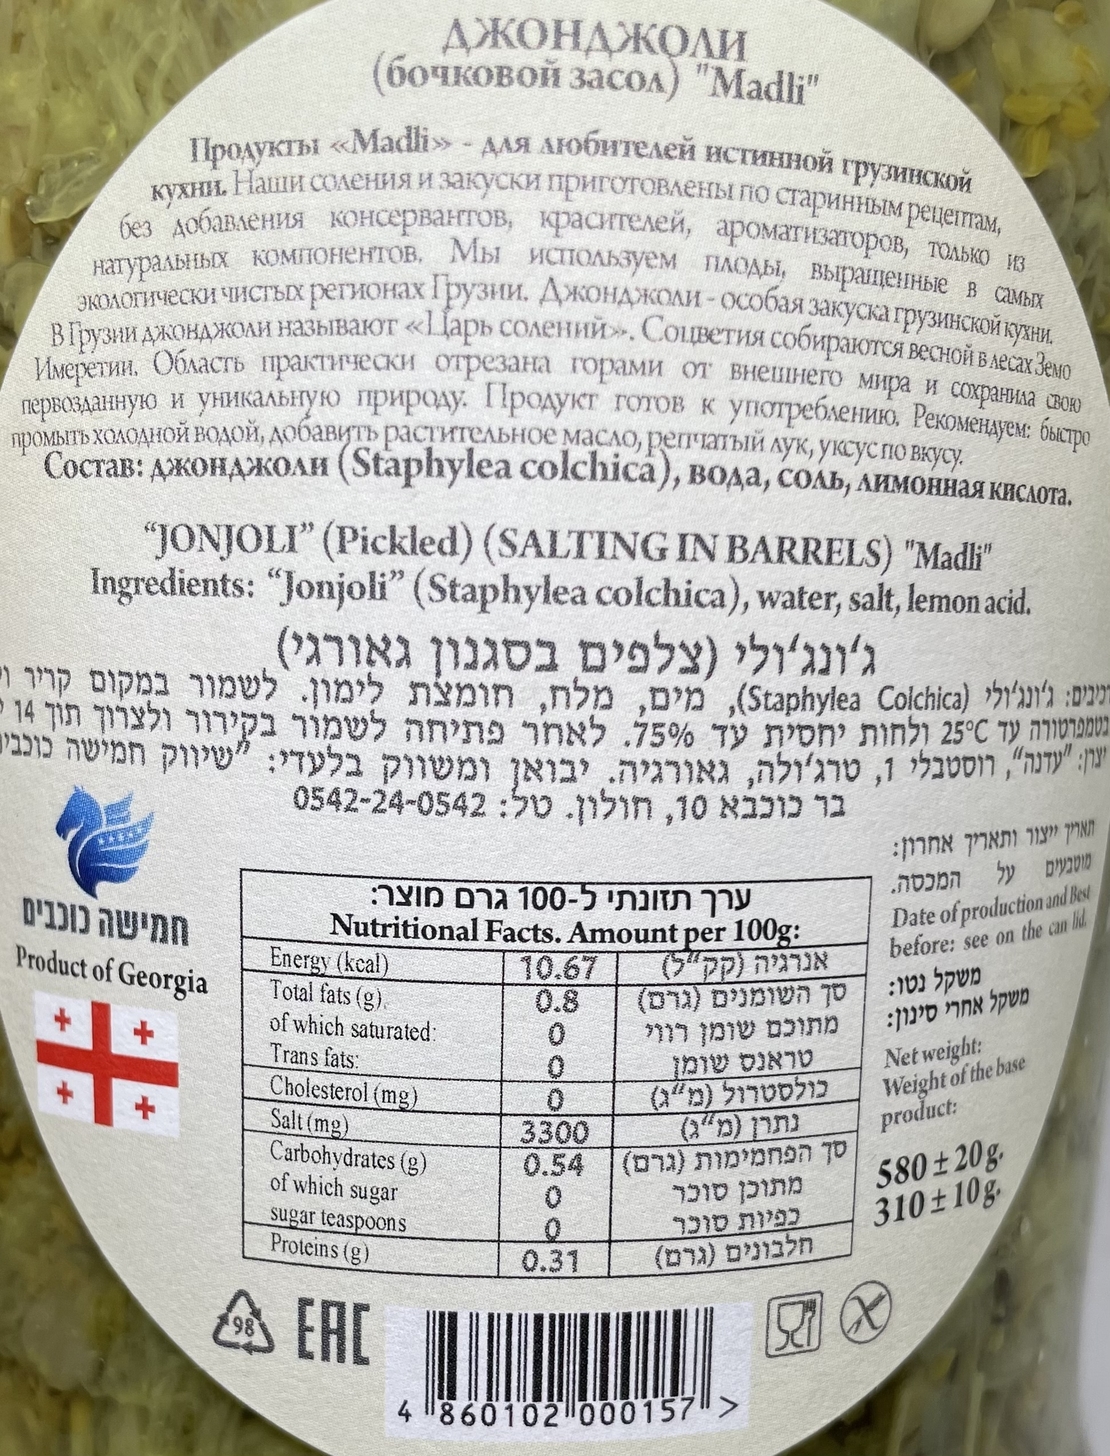 ДЖОНДЖОЛИ
(бочковой засол) "Madli"
Продукты «Madli» - для любителей истинной грузинской
кухни. Наши соления и закуски приготовлены по старинным рецептам,
без добавления консервантов, красителей, ароматизаторов, только из
натуральных компонентов. Мы используем плоды, выращенные в самых
экологически чистых регионах Грузии. Джонджоли - особая закуска грузинской кухни.
В Грузии джонджоли называют «Царь солений». Соцветия собираются весной в лесах Земо
Имеретии. Область практически отрезана горами от внешнего мира и сохранила свою
первозданную и уникальную природу. Продукт готов к употреблению. Рекомендуем: быстро
промыть холодной водой, добавить растительное масло, репчатый лук, уксус по вкусу.
Состав: джонджоли (Staphylea colchica), вода, соль, лимонная кислота.
“JONJOLI” (Pickled) (SALTING IN BARRELS) "Madli"
Ingredients: “Jonjoli” (Staphylea colchica), water, salt, lemon acid.
ג'ונג'ולי (צלפים בסגנון גאורגי)
ג'ונג'ולי (Staphylea Colchica), מים, מלח, חומצת לימון. לשמור במקום קריר
בטמפרטורה עד 25°C ולחות יחסית עד 75%. לאחר פתיחה לשמור בקירור ולצרוך תוך 14
"עדנה", רוסטבלי 1, טרג'ולה, גאורגיה. יבואן ומשווק בלעדי: "שיווק חמישה
בר כוכבא 10, חולון. טל: 0542-24-0542
חמישה כוכבים
Product of Georgia
תאריך ייצור ותאריך אחרון:
מוטבעים על המכסה.
Date of production and Best
before: see on the can lid.
משקל נטו:
משקל אחרי סינון:
Net weight:
Weight of the base
product:
580 ± 20 g.
310 ± 10 g.
ערך תזונתי ל-100 גרם מוצר:
Nutritional Facts. Amount per 100g:
Energy (kcal) 10.67 אנרגיה (קק"ל)
Total fats (g). 0.8 סך השומנים (גרם)
of which saturated: 0 מתוכם שומן רווי
Trans fats: 0 טראנס שומן
Cholesterol (mg) 0 כולסטרול (מ"ג)
Salt (mg) 3300 נתרן (מ"ג)
Carbohydrates (g) 0.54 סך הפחמימות (גרם)
of which sugar 0 מתוכן סוכר
sugar teaspoons 0 כפיות סוכר
Proteins (g) 0.31 חלבונים (גרם)
98
EAC
4 860102 000157 >